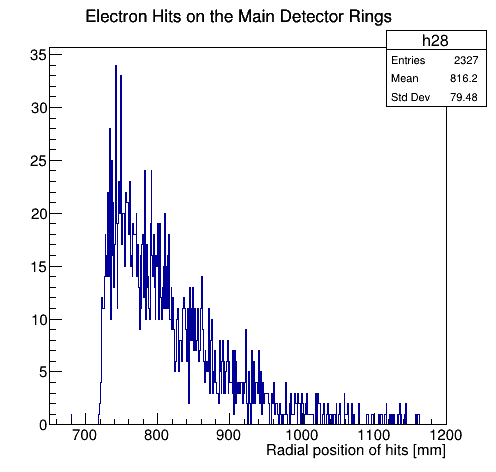 Electron Hits on the Main Detector Rings
h28
Entries 2327
Mean 816.2
Std Dev 79.48
35
30
25
20
15
10
5
0
700 800 900 1000 1100 1200
Radial position of hits [mm]